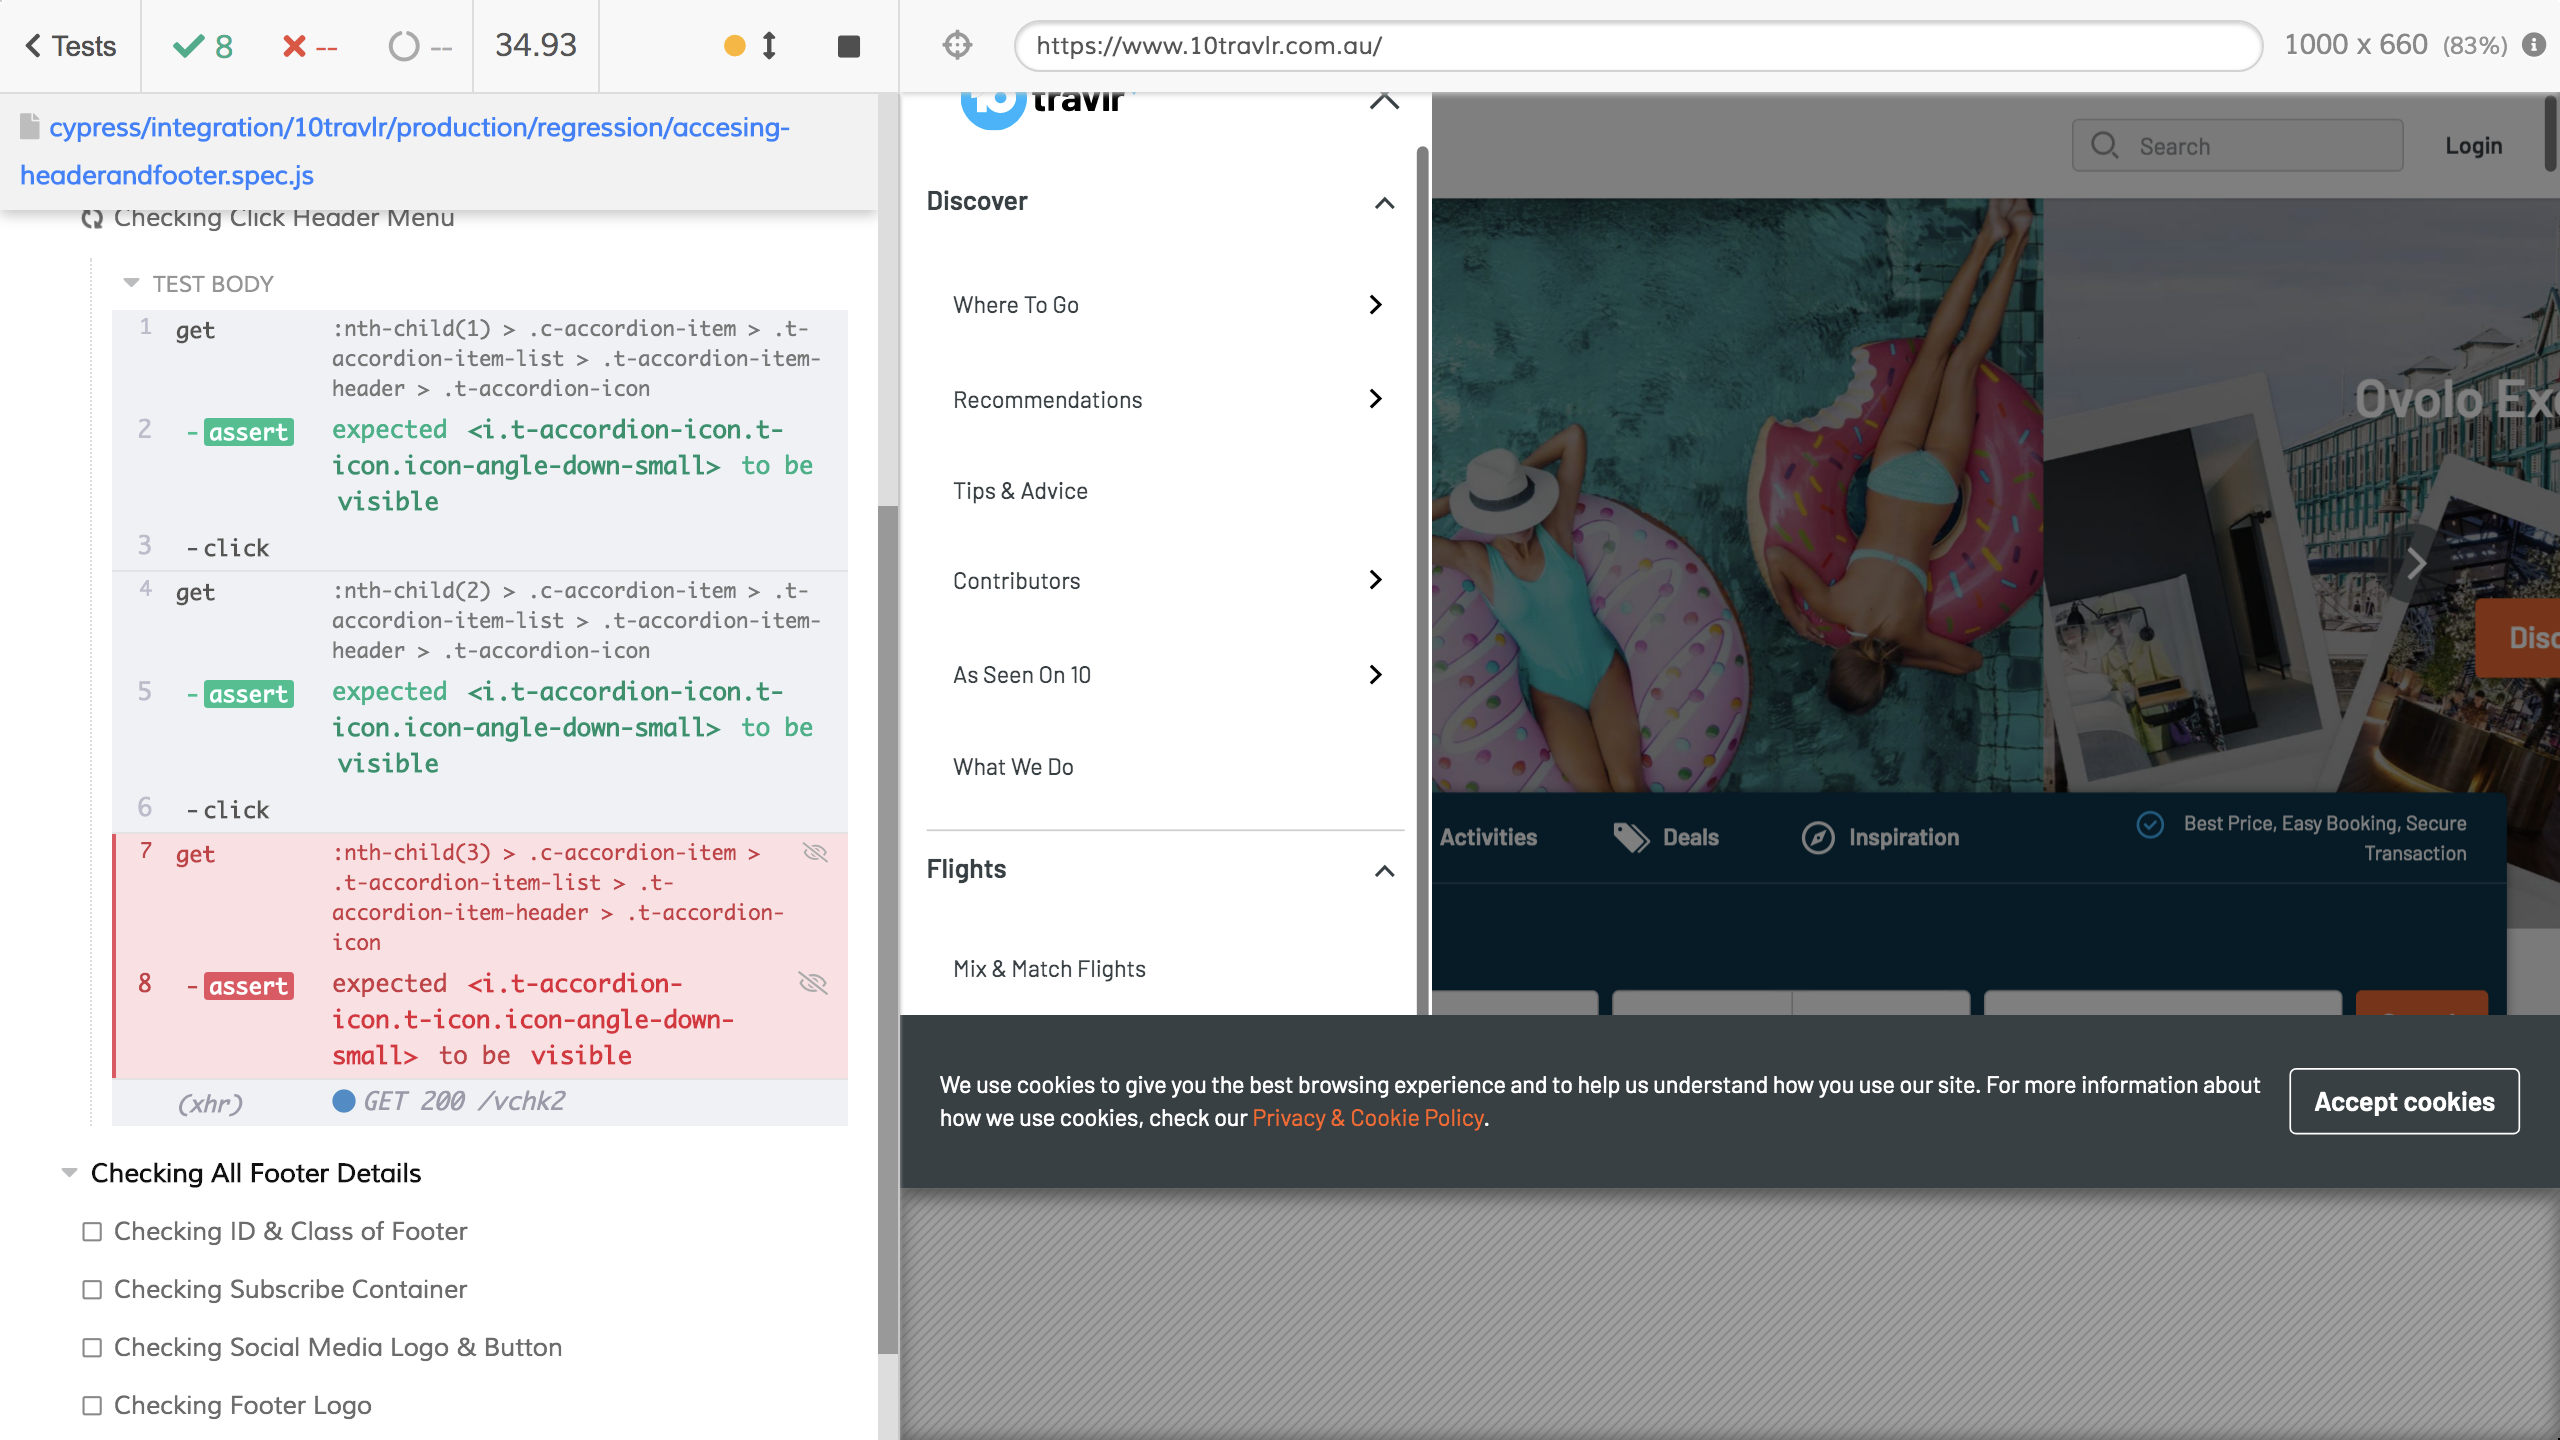 Tests
8
--
--
34.93
https://www.10travlr.com.au/
1000 x 660 (83%)
cypress/integration/10travlr/production/regression/accesing-
headerandfooter.spec.js
Checking Click Header Menu
TEST BODY
1 get :nth-child(1) > .c-accordion-item > .t-
accordion-item-list > .t-accordion-item-
header > .t-accordion-icon
2 -assert expected <i.t-accordion-icon.t-
icon.icon-angle-down-small> to be
visible
3 -click
4 get :nth-child(2) > .c-accordion-item > .t-
accordion-item-list > .t-accordion-item-
header > .t-accordion-icon
5 -assert expected <i.t-accordion-icon.t-
icon.icon-angle-down-small> to be
visible
6 -click
7 get :nth-child(3) > .c-accordion-item >
.t-accordion-item-list > .t-
accordion-item-header > .t-accordion-
icon
8 -assert expected <i.t-accordion-
icon.t-icon.icon-angle-down-
small> to be visible
(xhr) GET 200 /vchk2
Checking All Footer Details
Checking ID & Class of Footer
Checking Subscribe Container
Checking Social Media Logo & Button
Checking Footer Logo
10 travlr
Search
Login
Discover
Where To Go
Recommendations
Tips & Advice
Contributors
As Seen On 10
What We Do
Flights
Mix & Match Flights
Ovolo
Activities
Deals
Inspiration
Best Price, Easy Booking, Secure
Transaction
We use cookies to give you the best browsing experience and to help us understand how you use our site. For more information about
how we use cookies, check our Privacy & Cookie Policy.
Accept cookies